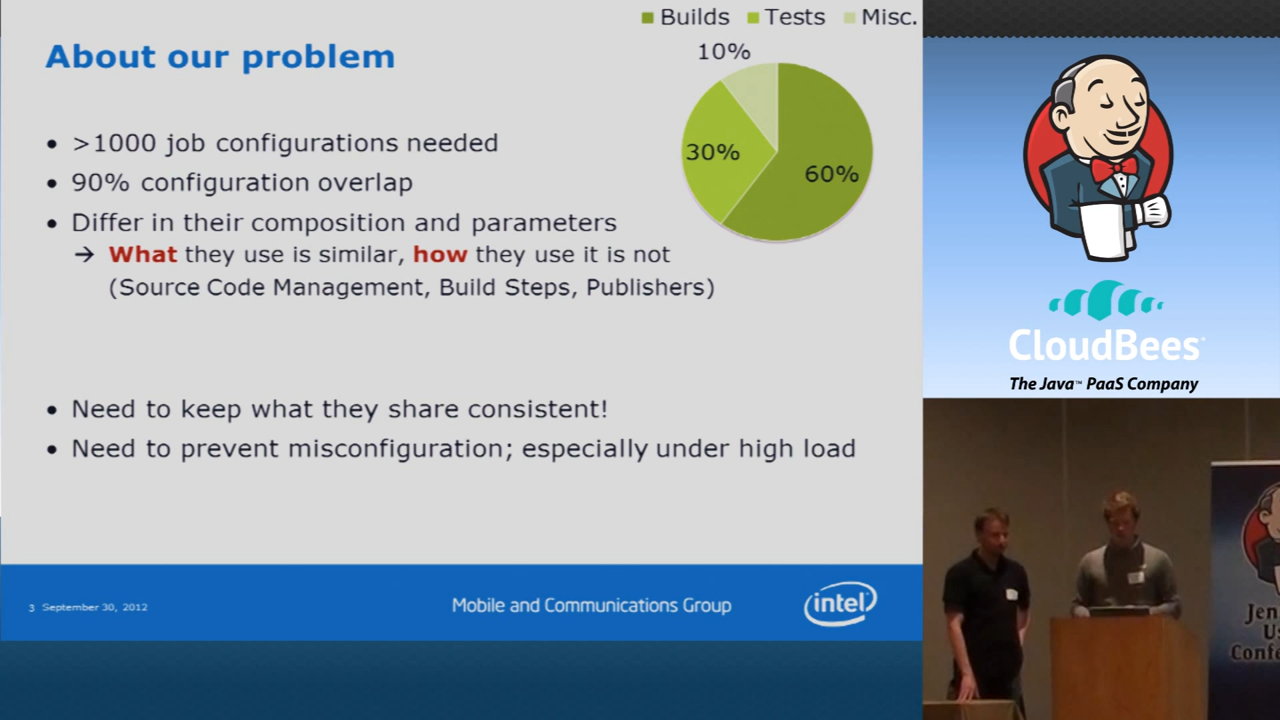 Builds Tests Misc.
About our problem
10%
30%
60%
• >1000 job configurations needed
• 90% configuration overlap
• Differ in their composition and parameters
→ What they use is similar, how they use it is not
(Source Code Management, Build Steps, Publishers)
• Need to keep what they share consistent!
• Need to prevent misconfiguration; especially under high load
3 September 30, 2012
Mobile and Communications Group
intel
CloudBees
The Java™ PaaS Company